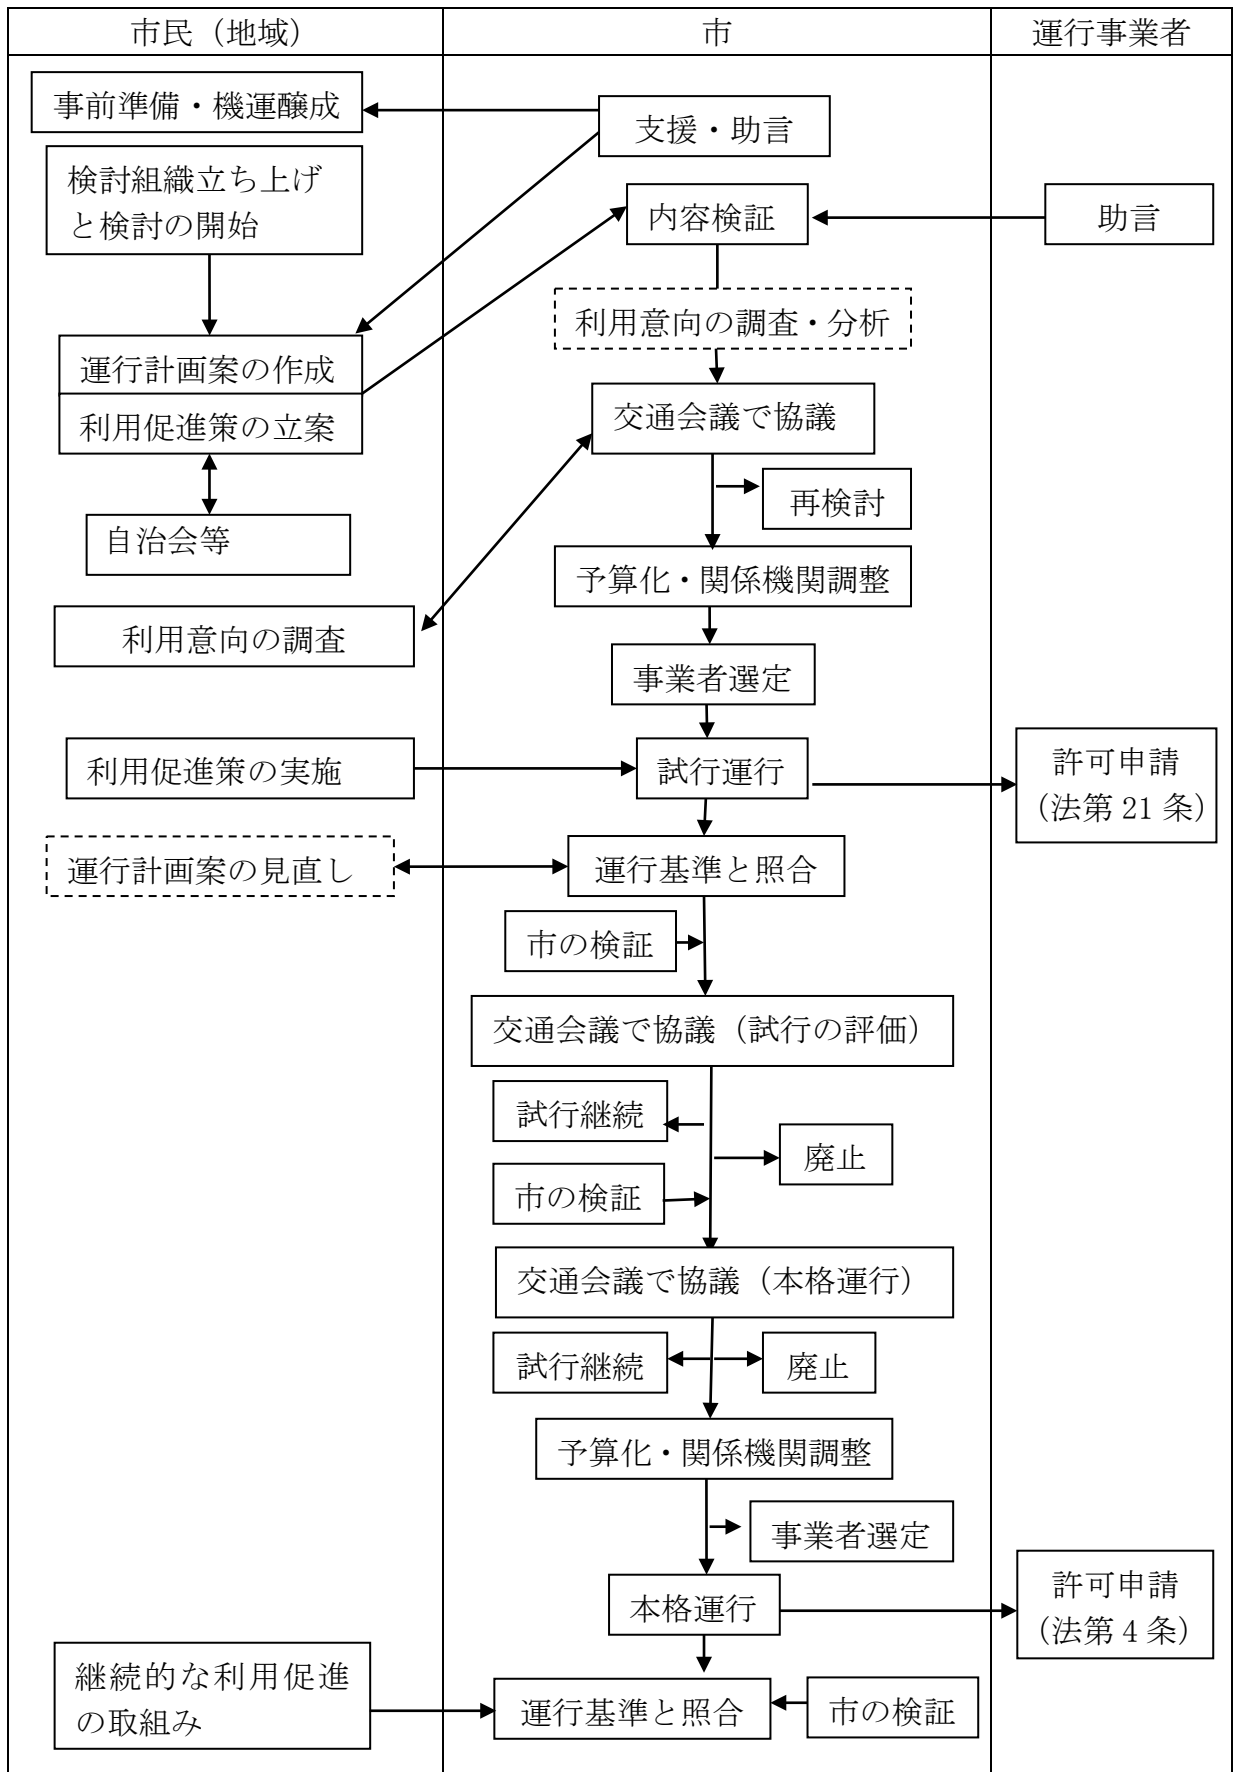 市民（地域）
市
運行事業者
事前準備・機運醸成
支援・助言
検討組織立ち上げ
と検討の開始
内容検証
助言
利用意向の調査・分析
運行計画案の作成
利用促進策の立案
交通会議で協議
再検討
自治会等
予算化・関係機関調整
利用意向の調査
事業者選定
利用促進策の実施
試行運行
許可申請
（法第 21 条）
運行計画案の見直し
運行基準と照合
市の検証
交通会議で協議（試行の評価）
試行継続
廃止
市の検証
交通会議で協議（本格運行）
試行継続
廃止
予算化・関係機関調整
事業者選定
本格運行
許可申請
（法第 4 条）
継続的な利用促進
の取組み
運行基準と照合
市の検証